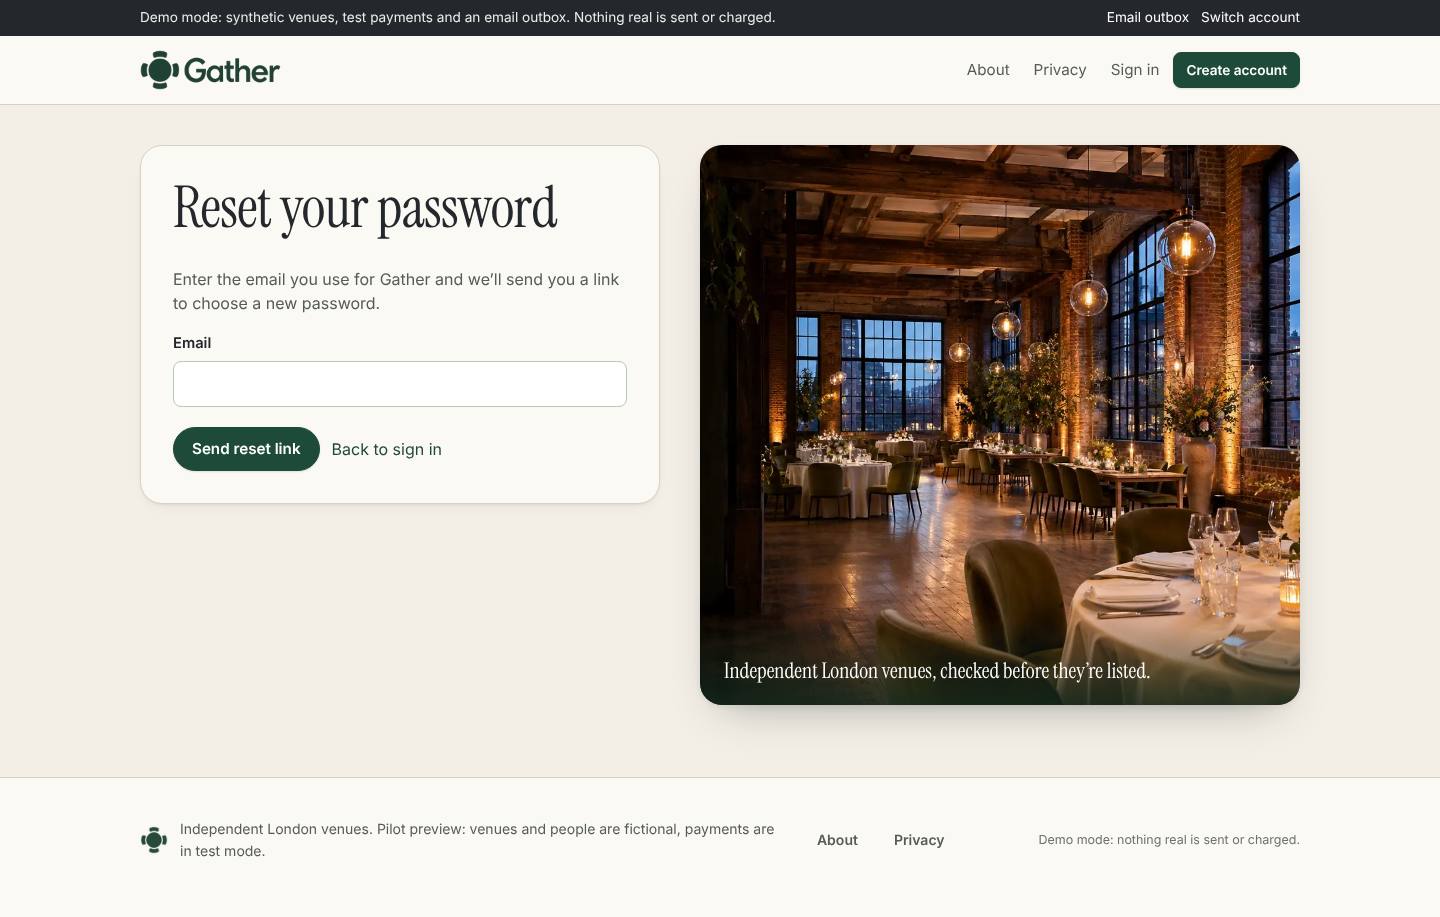 Demo mode: synthetic venues, test payments and an email outbox. Nothing real is sent or charged.
Email outbox
Switch account
Gather
About
Privacy
Sign in
Create account
Reset your password
Enter the email you use for Gather and we’ll send you a link
to choose a new password.
Email
Send reset link
Back to sign in
Independent London venues, checked before they’re listed.
Independent London venues. Pilot preview: venues and people are fictional, payments are
in test mode.
About
Privacy
Demo mode: nothing real is sent or charged.